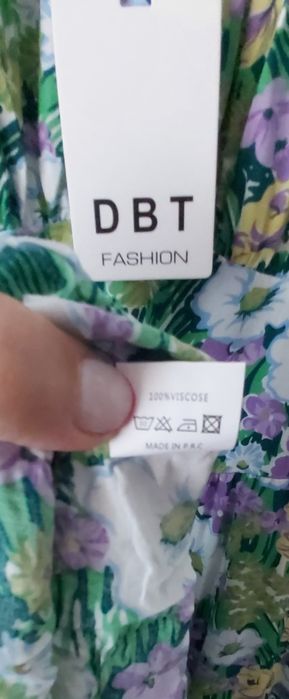 DBT
FASHION
100%VISCOSE
MADE IN P.R.C